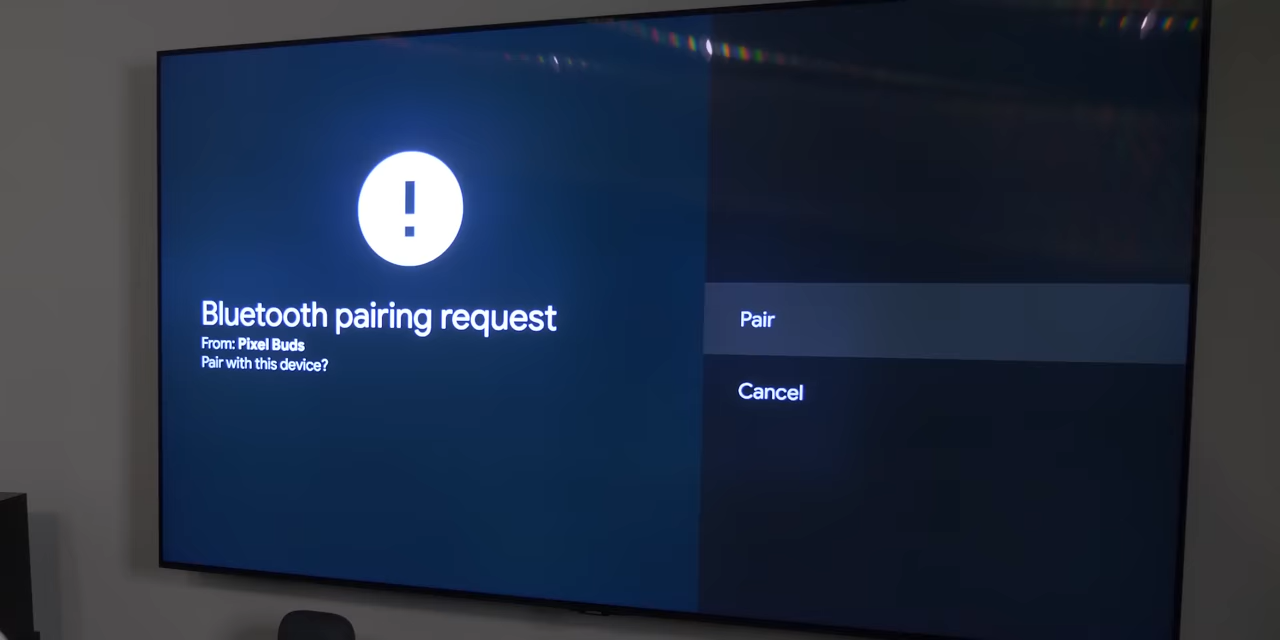 Bluetooth pairing request
From: Pixel Buds
Pair with this device?
Pair
Cancel